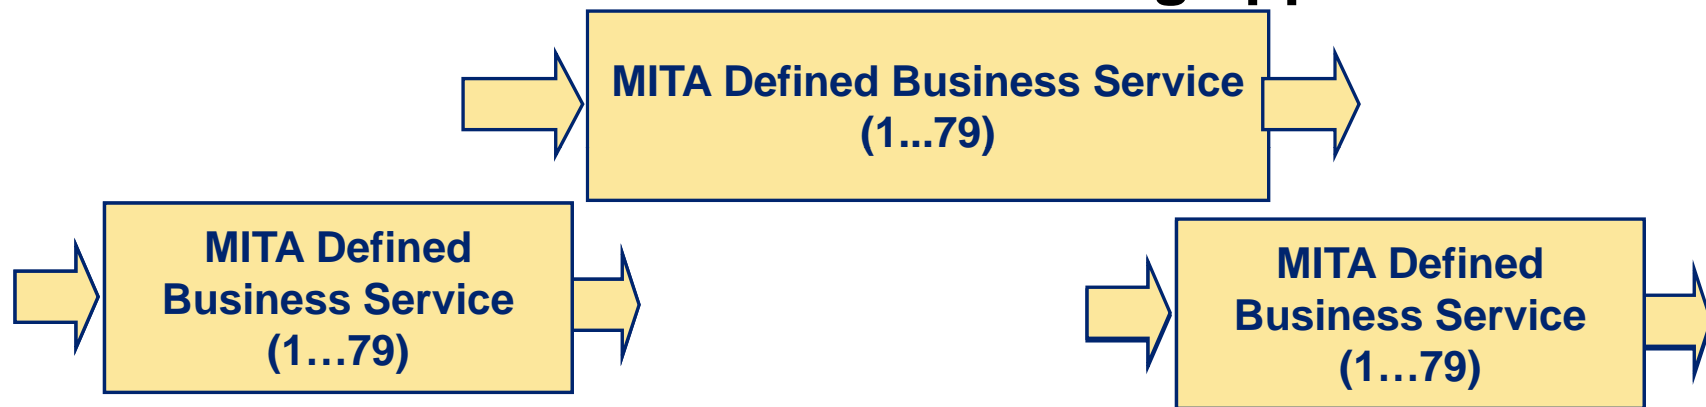 MITA Defined Business Service
(1...79)
MITA Defined
Business Service
(1…79)
MITA Defined
Business Service
(1…79)